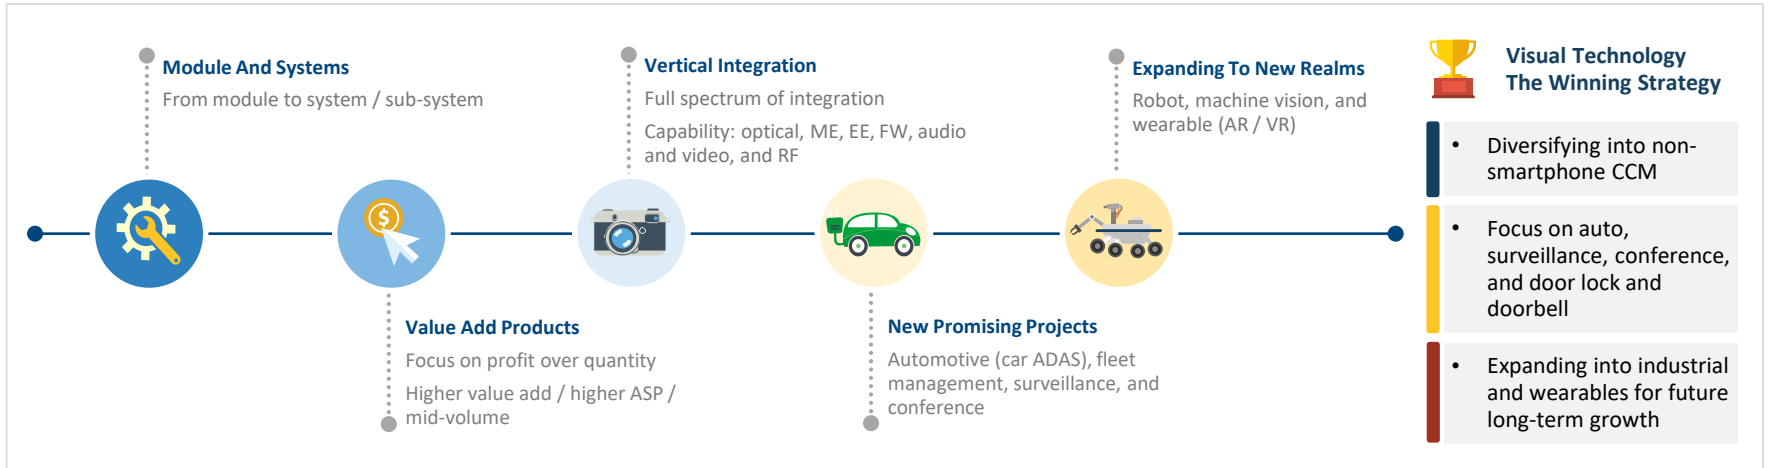 Module And Systems
From module to system / sub-system
$
Value Add Products
Focus on profit over quantity
Higher value add / higher ASP /
mid-volume
Vertical Integration
Full spectrum of integration
Capability: optical, ME, EE, FW, audio
and video, and RF
New Promising Projects
Automotive (car ADAS), fleet
management, surveillance, and
conference
Expanding To New Realms
Robot, machine vision, and
wearable (AR / VR)
Visual Technology
The Winning Strategy
• Diversifying into non-
smartphone CCM
• Focus on auto,
surveillance, conference,
and door lock and
doorbell
• Expanding into industrial
and wearables for future
long-term growth